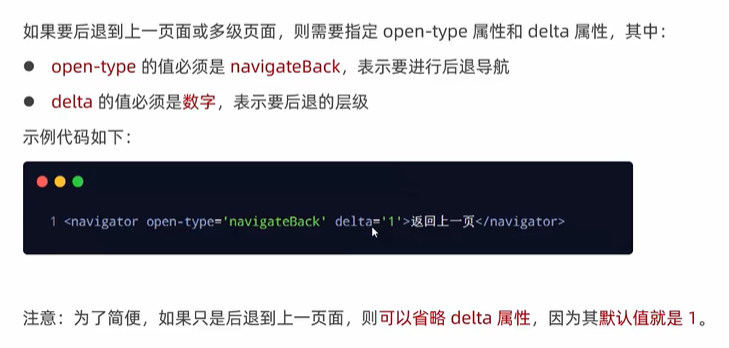 如果要后退到上一页面或多级页面，则需要指定 open-type 属性和 delta 属性，其中：
● open-type 的值必须是 navigateBack，表示要进行后退导航
● delta 的值必须是数字，表示要后退的层级
示例代码如下：
1 <navigator open-type='navigateBack' delta='1'>返回上一页</navigator>
注意：为了简便，如果只是后退到上一页面，则可以省略 delta 属性，因为其默认值就是 1。